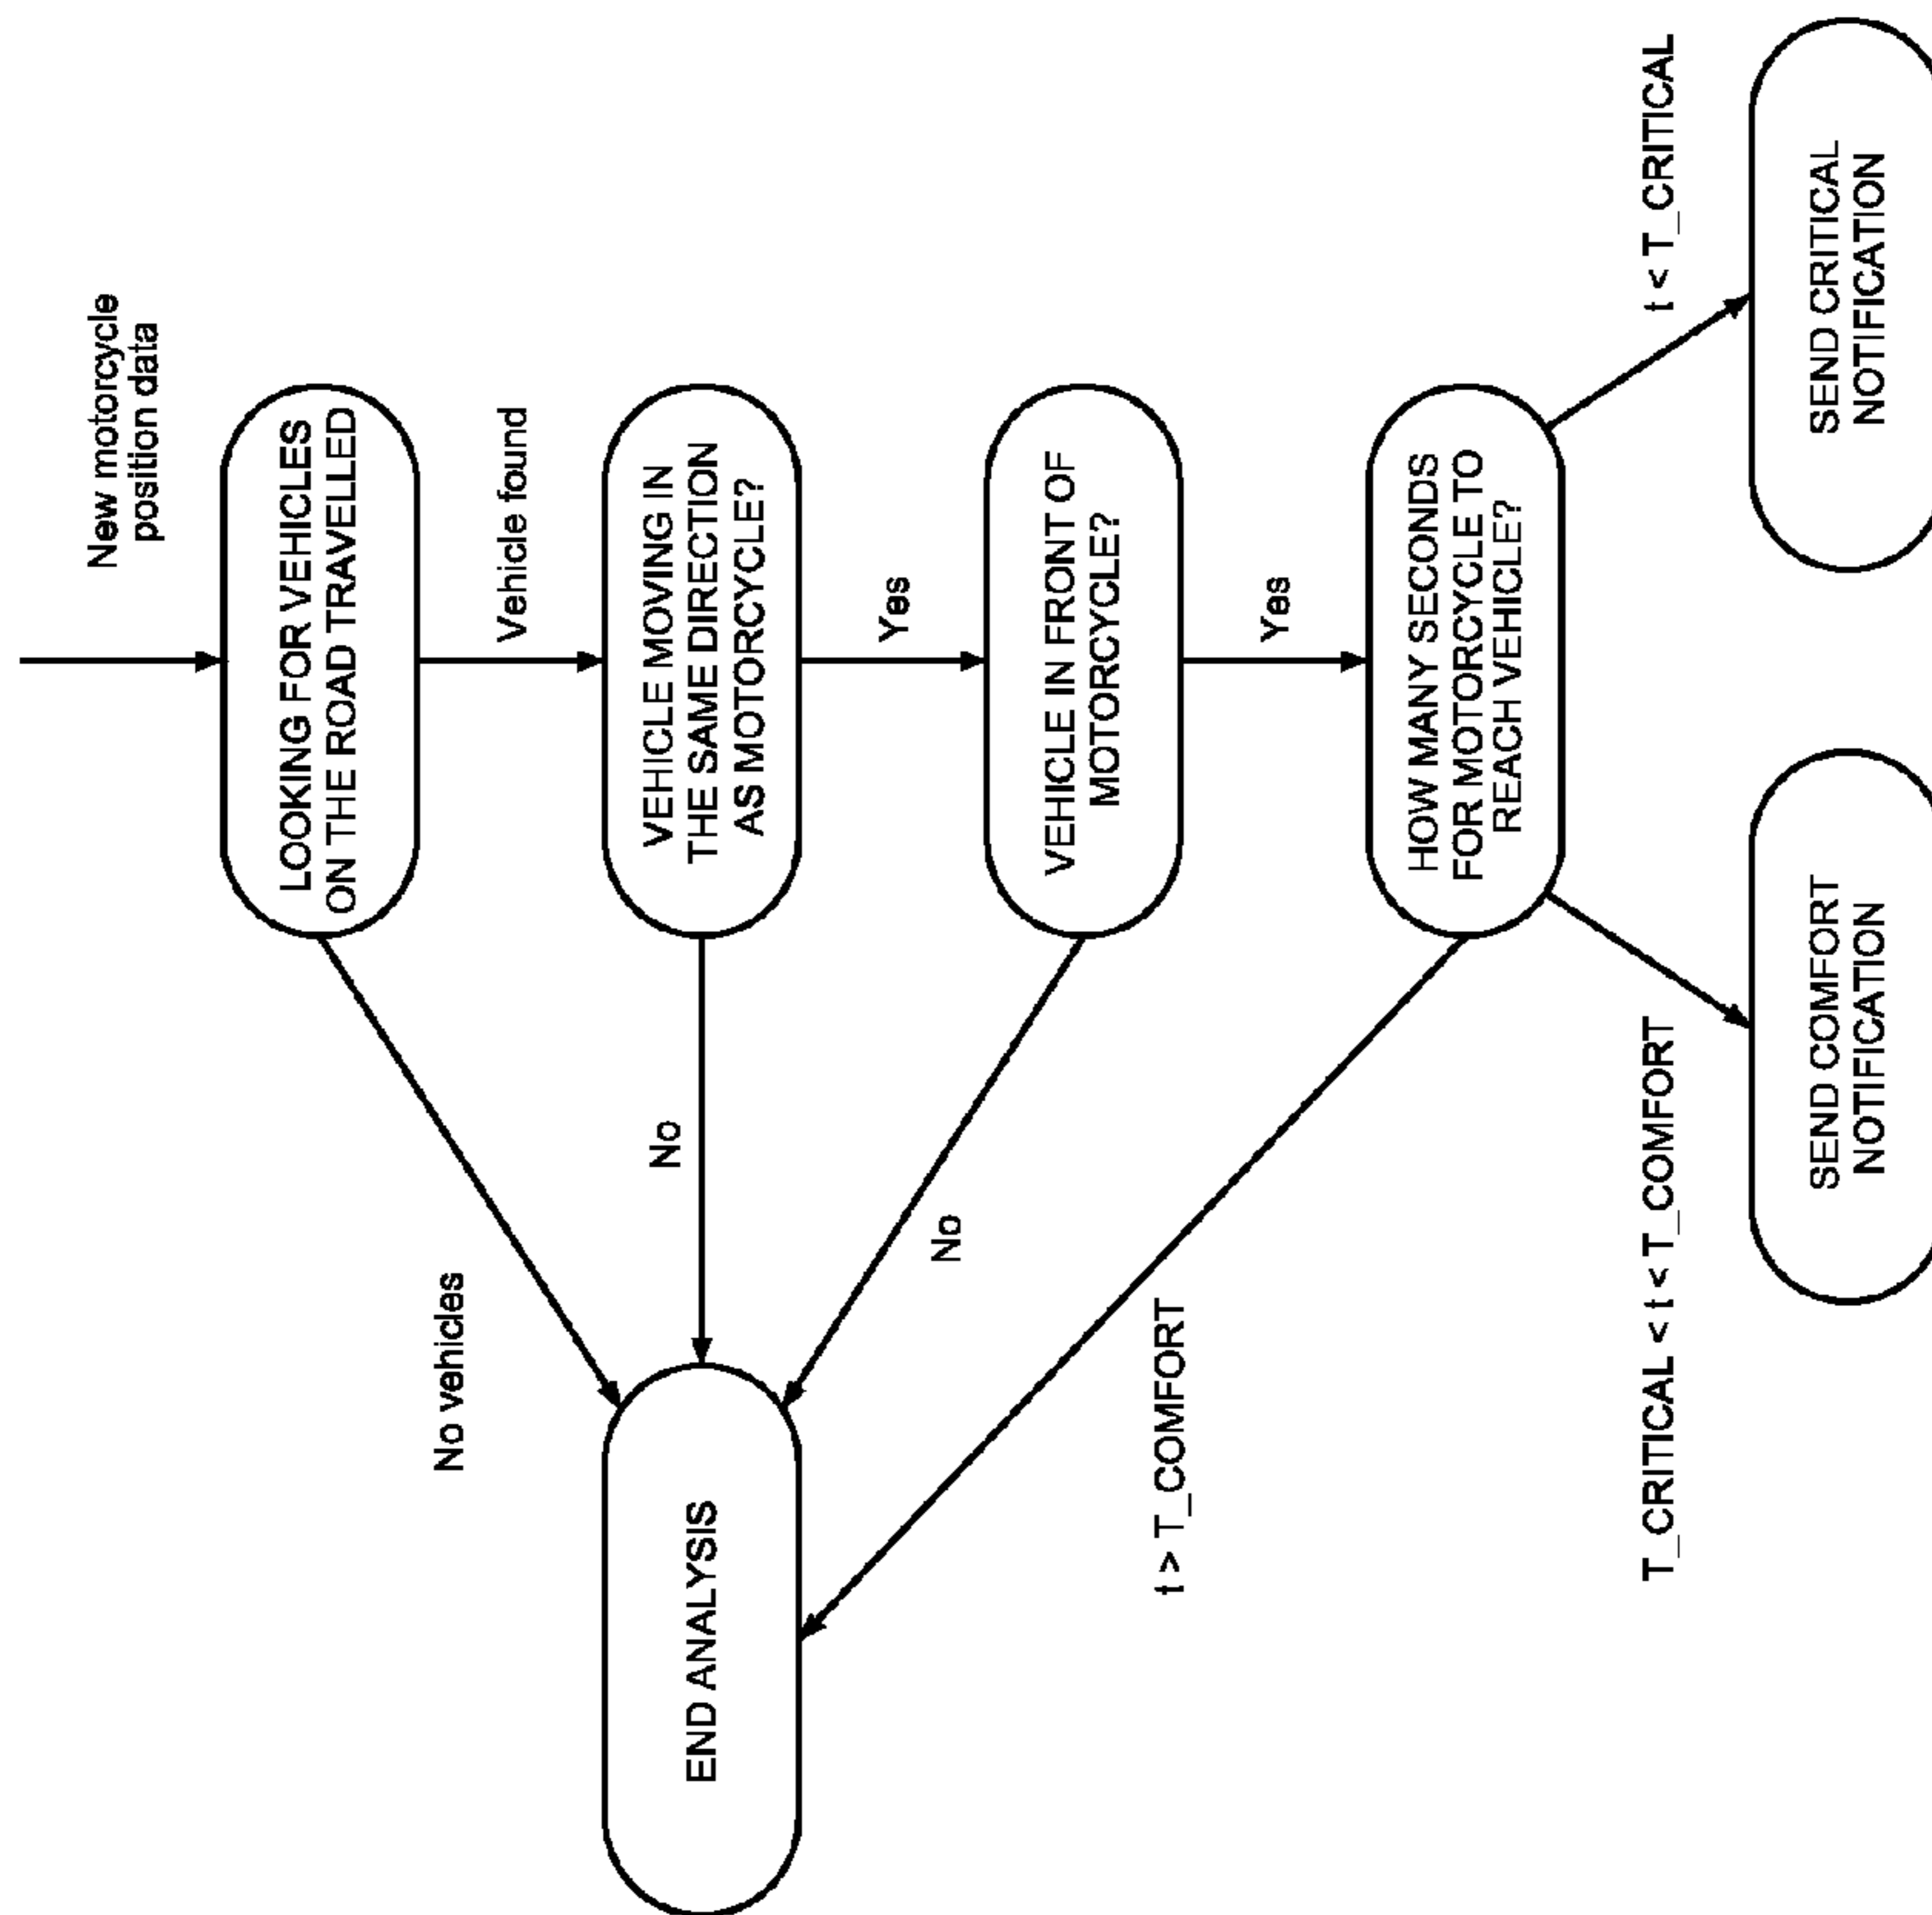 New motorcycle
position data
LOOKING FOR VEHICLES
ON THE ROAD TRAVELLED
No vehicles
Vehicle found
VEHICLE MOVING IN
THE SAME DIRECTION
AS MOTORCYCLE?
No
END ANALYSIS
Yes
VEHICLE IN FRONT OF
MOTORCYCLE?
No
Yes
HOW MANY SECONDS
FOR MOTORCYCLE TO
REACH VEHICLE?
t > T_COMFORT
T_CRITICAL < t < T_COMFORT
t < T_CRITICAL
SEND COMFORT
NOTIFICATION
SEND CRITICAL
NOTIFICATION